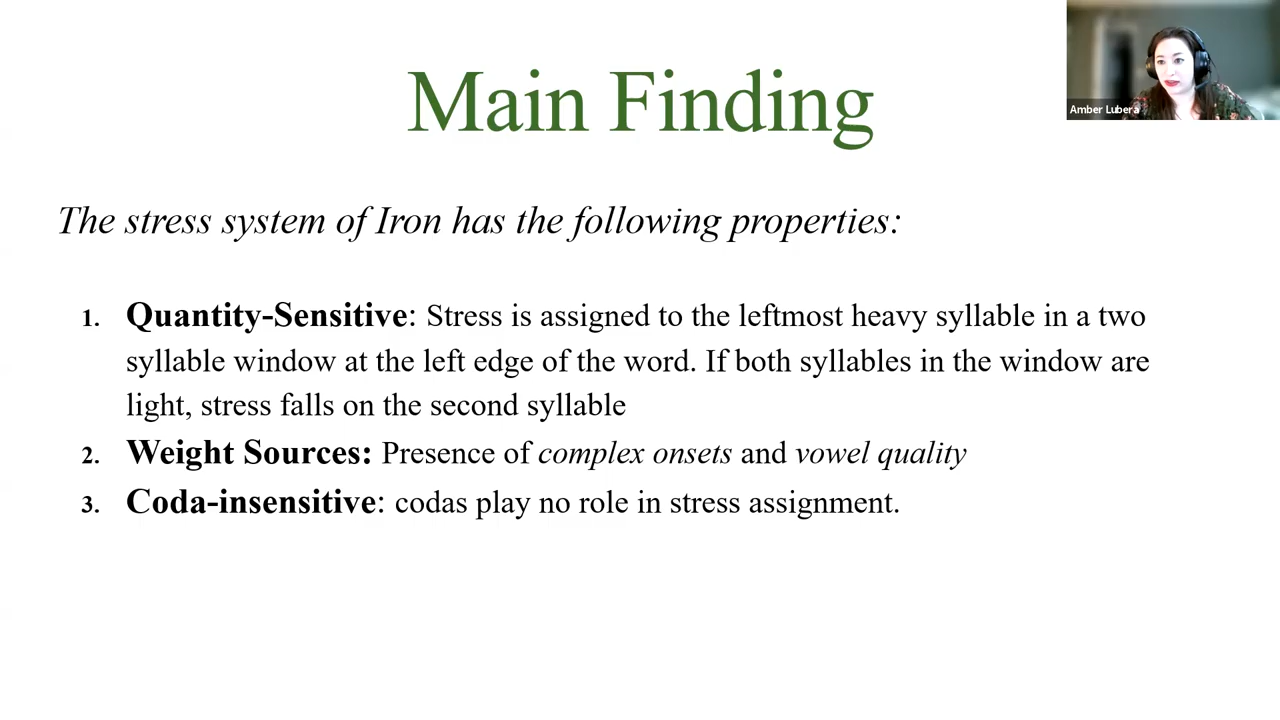 Main Finding
Amber Lubera
The stress system of Iron has the following properties:
1. Quantity-Sensitive: Stress is assigned to the leftmost heavy syllable in a two
syllable window at the left edge of the word. If both syllables in the window are
light, stress falls on the second syllable
2. Weight Sources: Presence of complex onsets and vowel quality
3. Coda-insensitive: codas play no role in stress assignment.